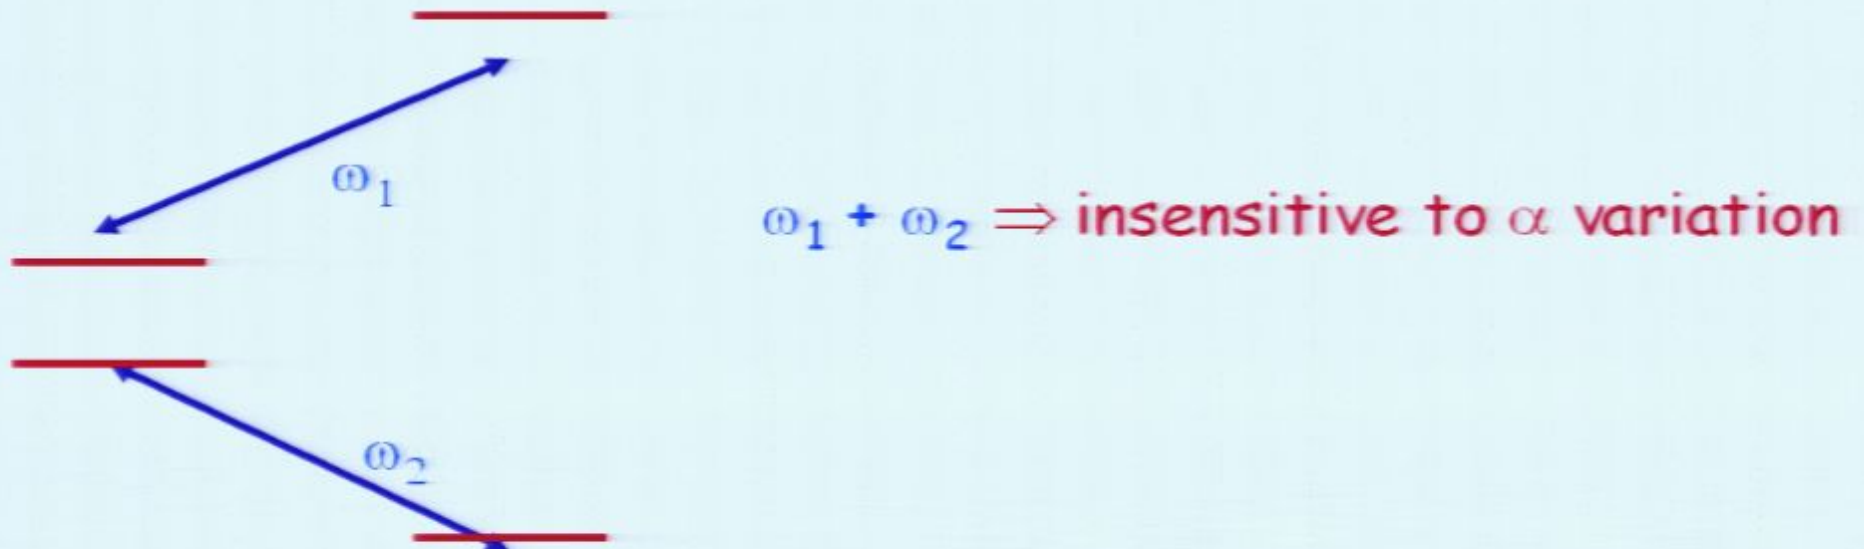 ω₁
ω₁ + ω₂ ⇒ insensitive to α variation
ω₂